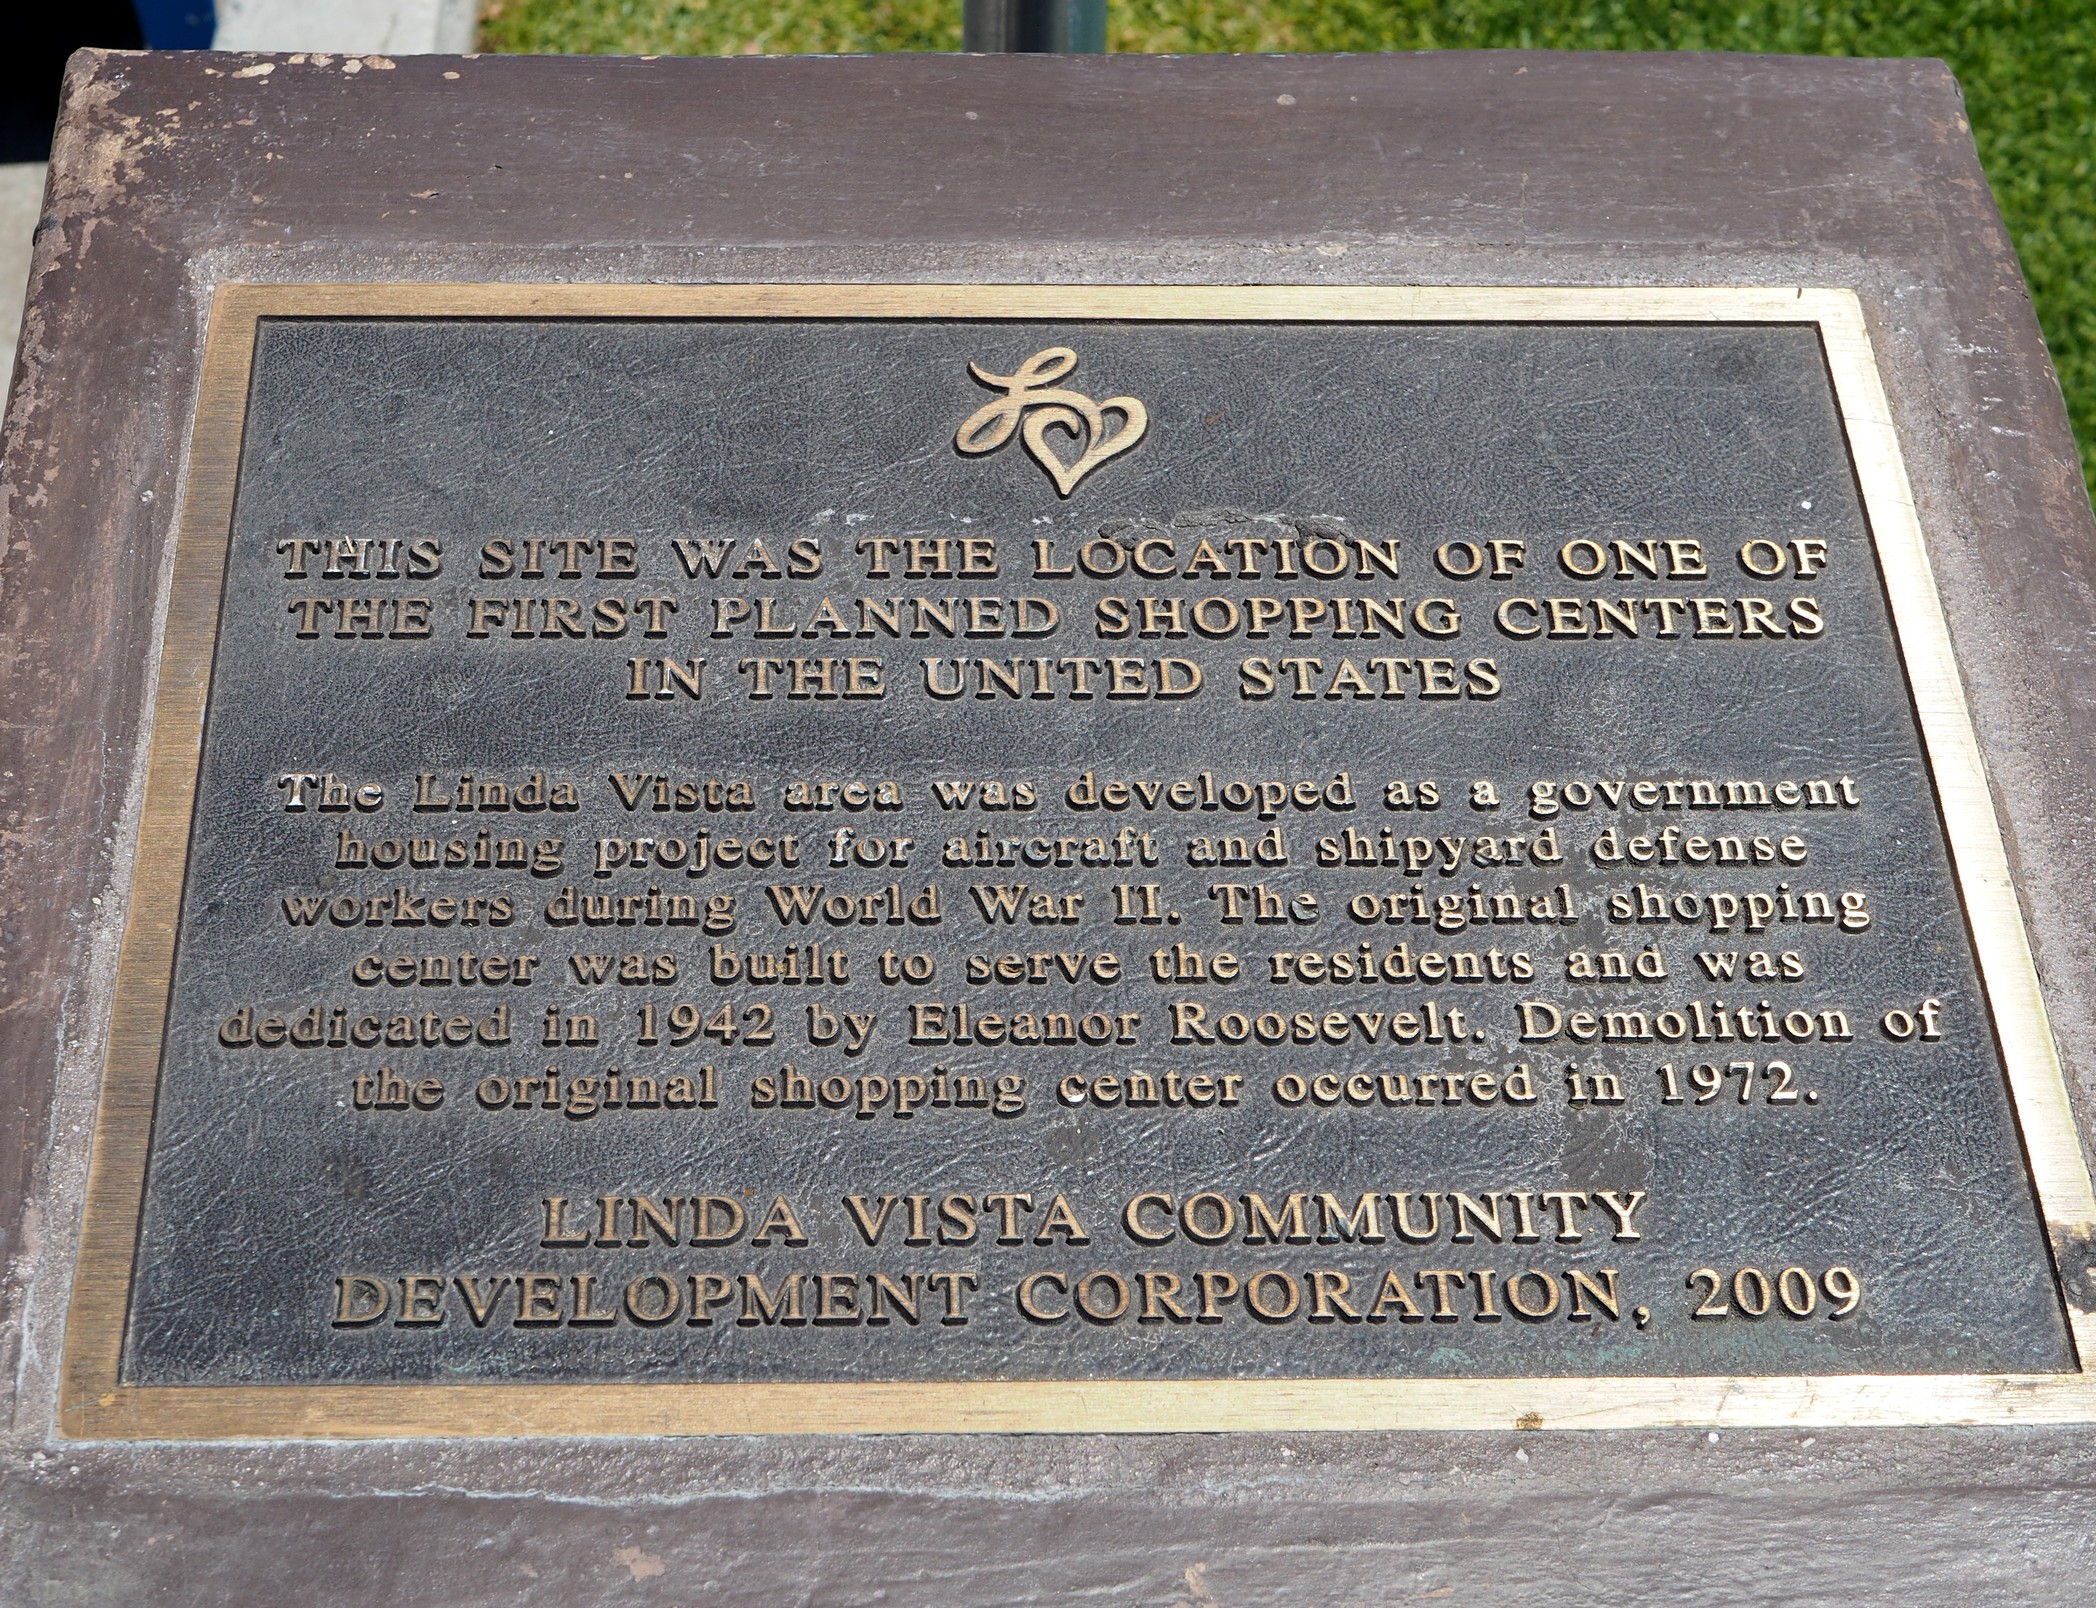 THIS SITE WAS THE LOCATION OF ONE OF
THE FIRST PLANNED SHOPPING CENTERS
IN THE UNITED STATES
The Linda Vista area was developed as a government
housing project for aircraft and shipyard defense
workers during World War II. The original shopping
center was built to serve the residents and was
dedicated in 1942 by Eleanor Roosevelt. Demolition of
the original shopping center occurred in 1972.
LINDA VISTA COMMUNITY
DEVELOPMENT CORPORATION, 2009